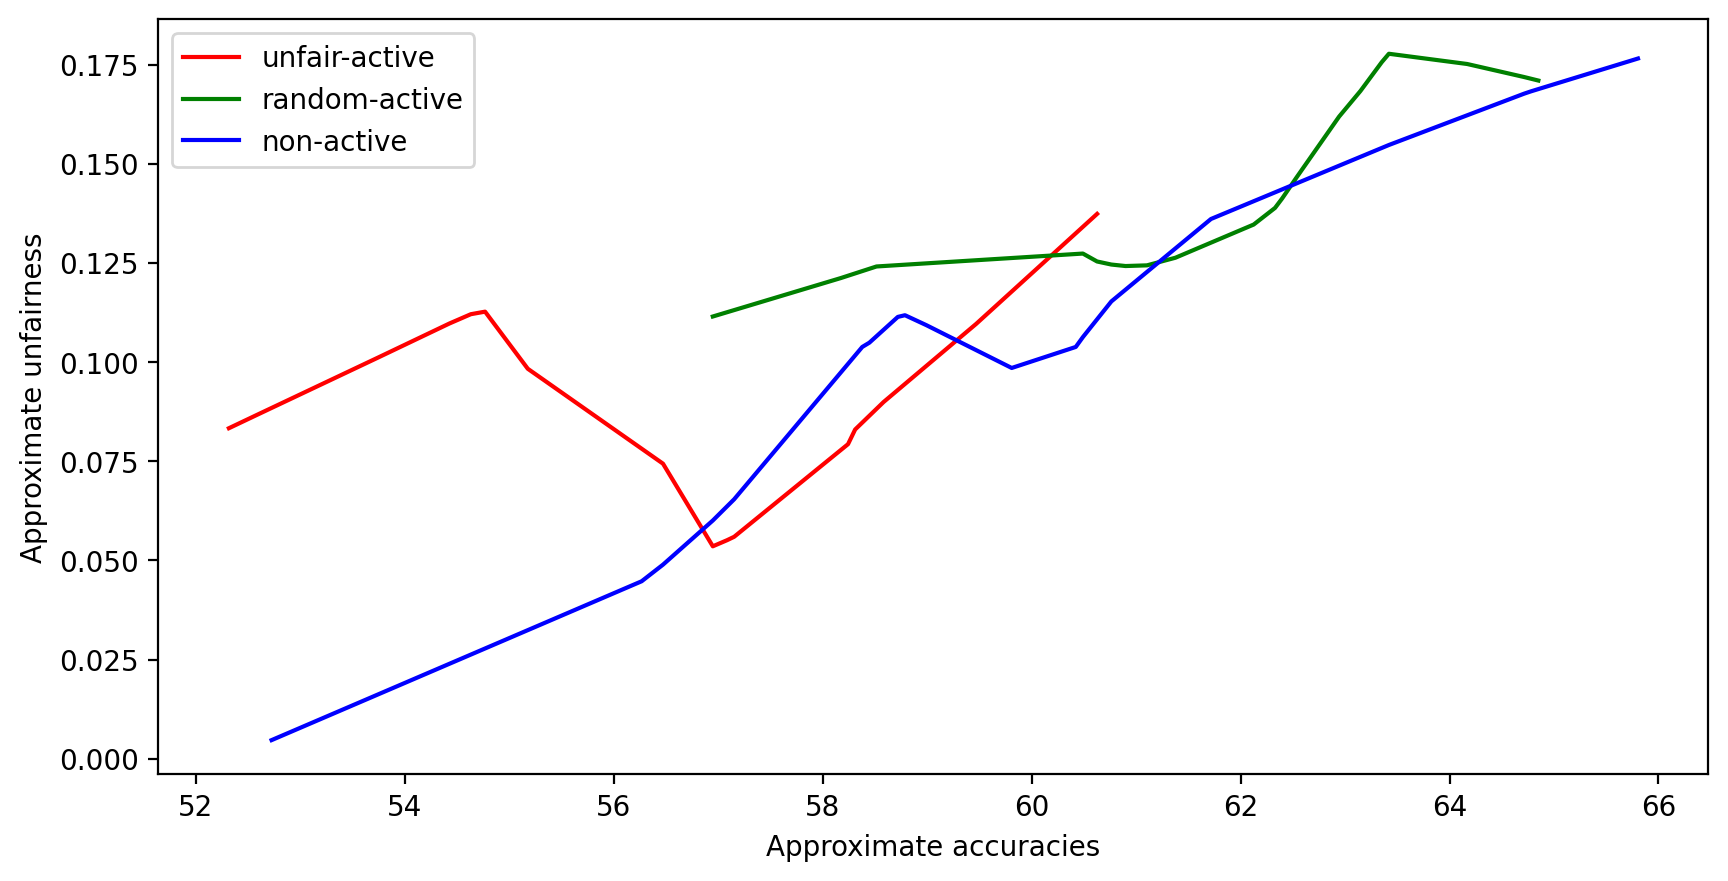 unfair-active
random-active
non-active
Approximate unfairness
0.175
0.150
0.125
0.100
0.075
0.050
0.025
0.000
52 54 56 58 60 62 64 66
Approximate accuracies